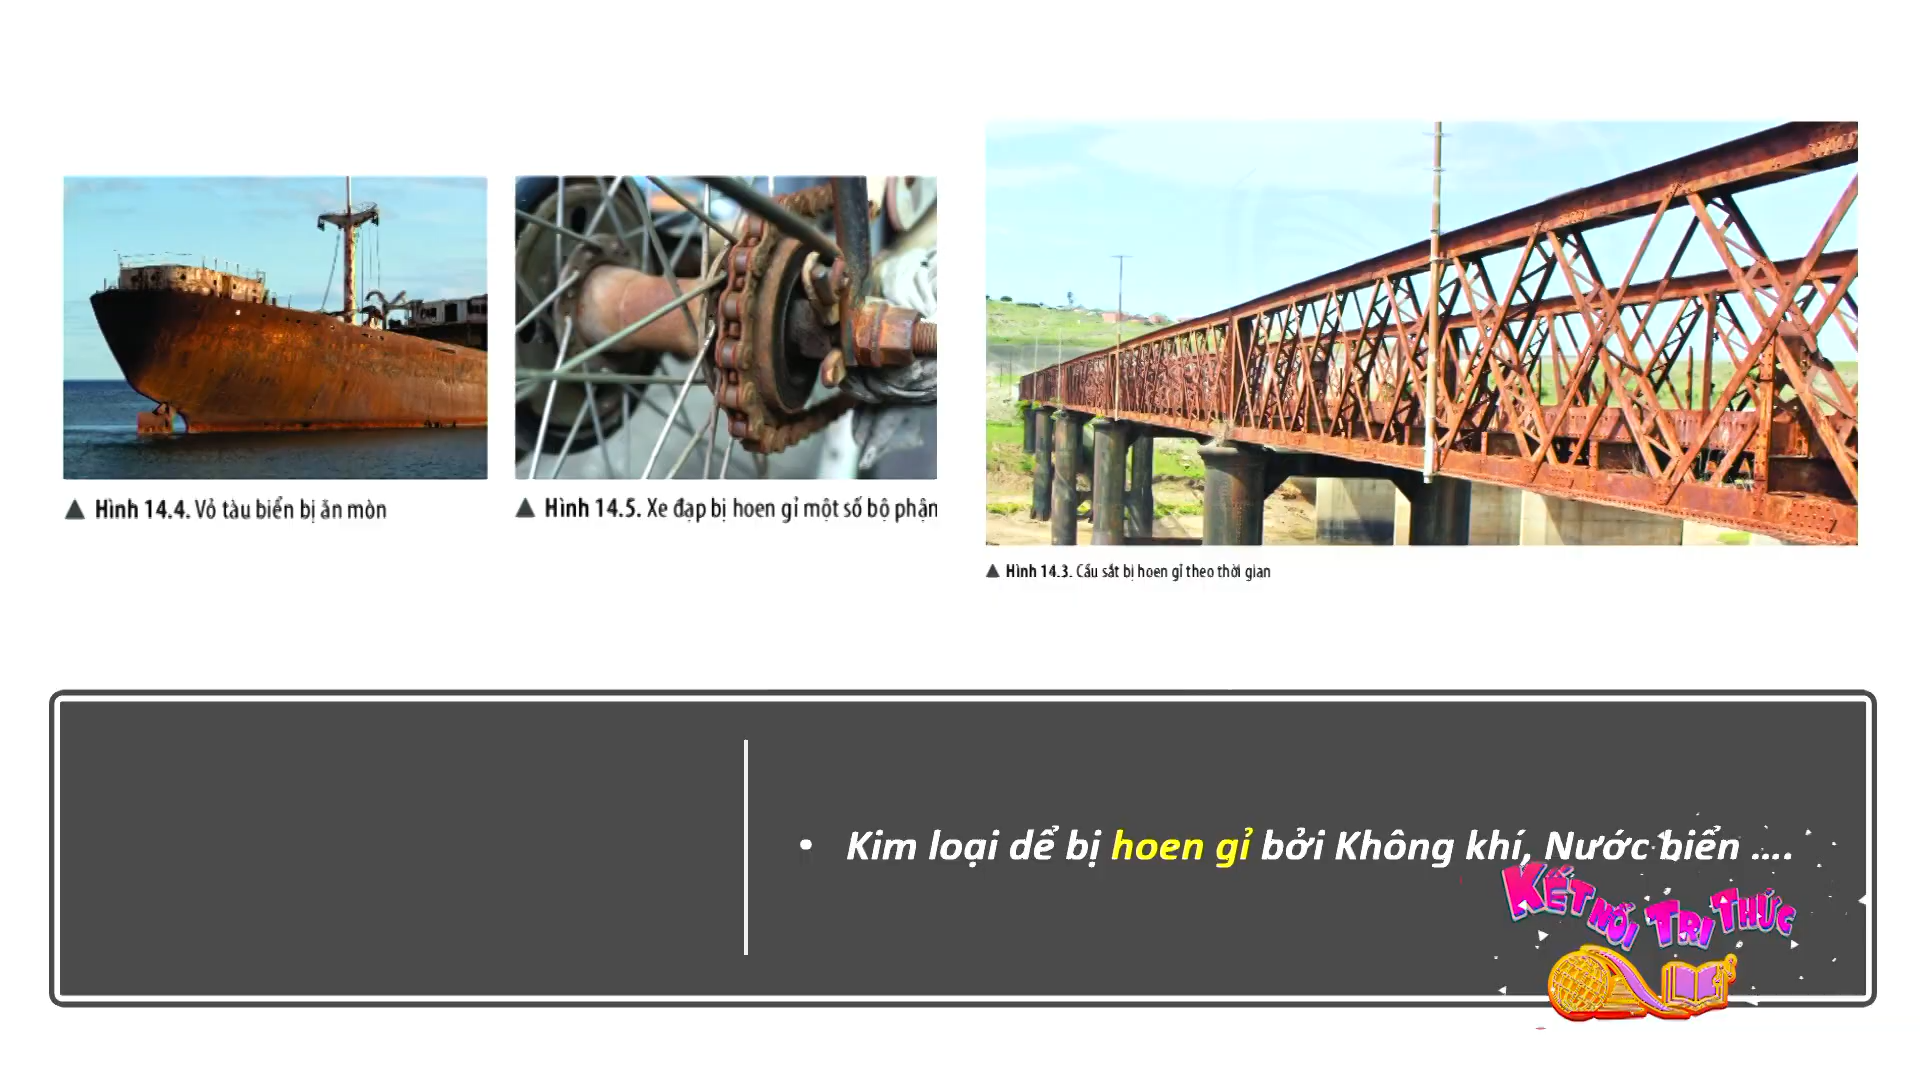 Hình 14.4. Vỏ tàu biển bị ăn mòn
Hình 14.5. Xe đạp bị hoen gỉ một số bộ phận
Hình 14.3. Cầu sắt bị hoen gỉ theo thời gian
• Kim loại dể bị hoen gỉ bởi Không khí, Nước biển ....
KẾT NỐI TRI THỨC